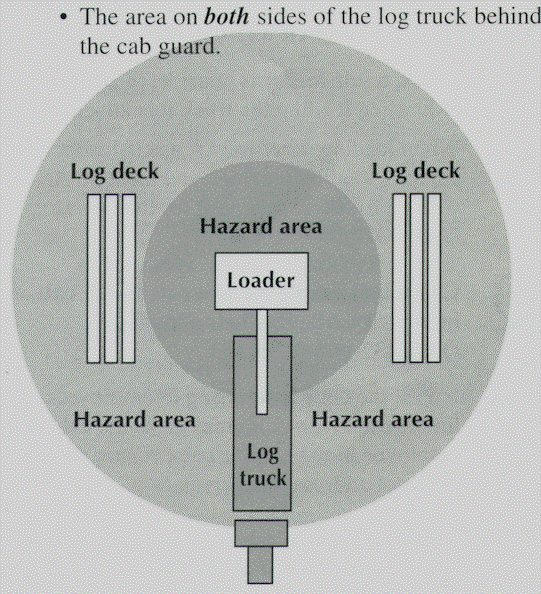 • The area on both sides of the log truck behind
the cab guard.
Log deck
Log deck
Hazard area
Loader
Hazard area
Hazard area
Log
truck